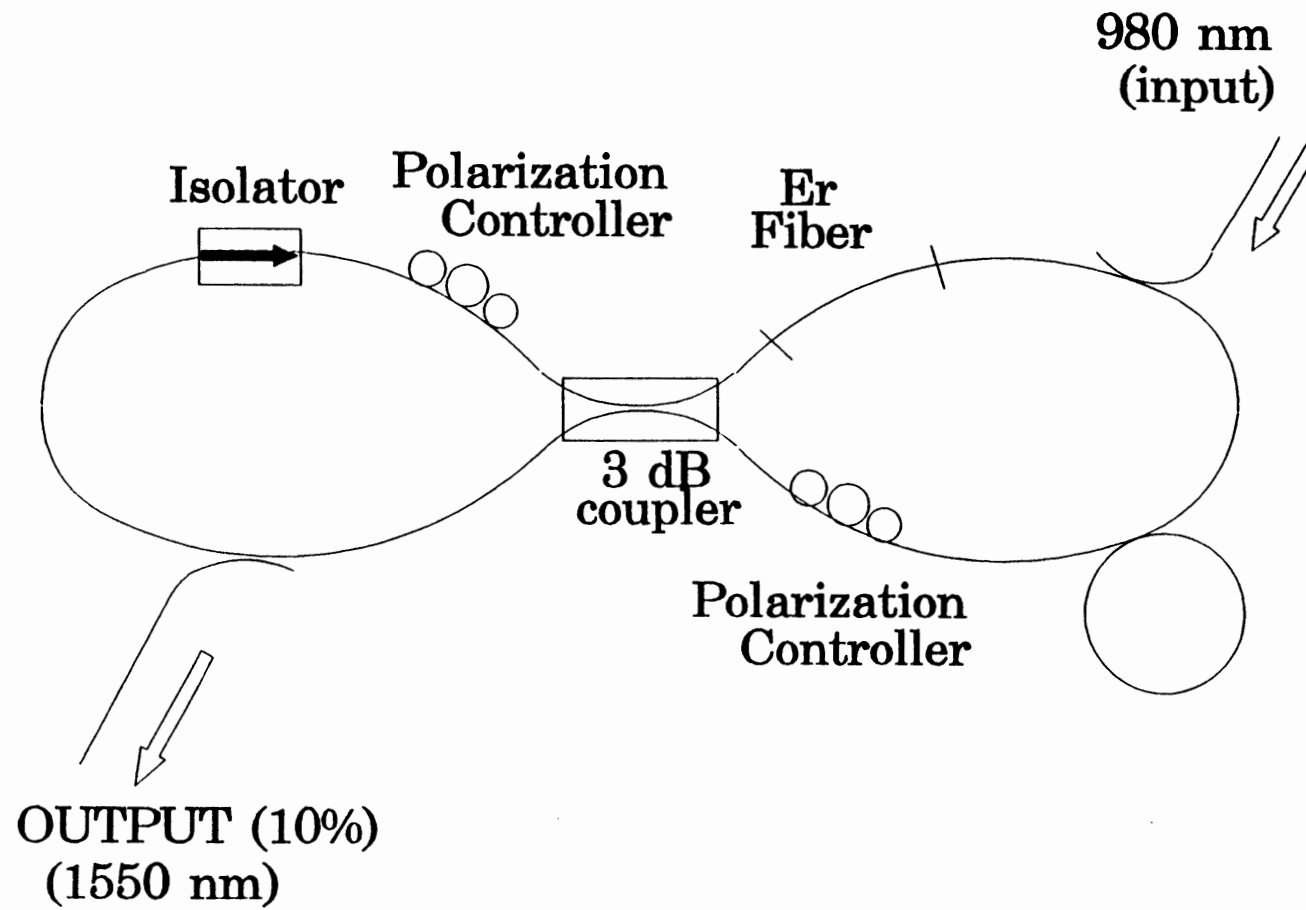 980 nm
(input)
Isolator
Polarization
Controller
Er
Fiber
3 dB
coupler
Polarization
Controller
OUTPUT (10%)
(1550 nm)